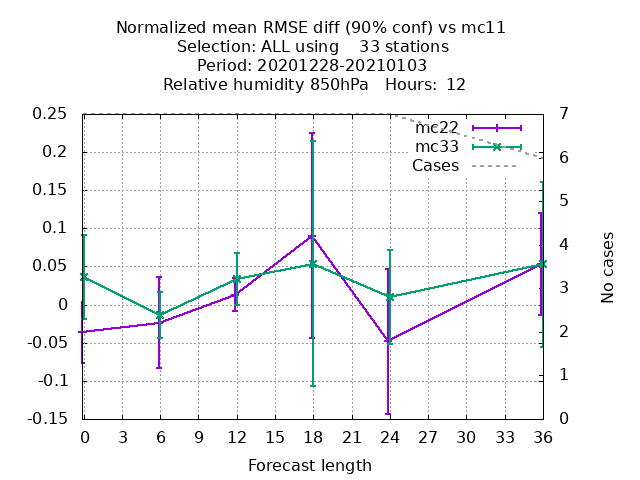 Normalized mean RMSE diff (90% conf) vs mc11
Selection: ALL using    33 stations
Period: 20201228-20210103
Relative humidity 850hPa   Hours:  12
0.25
0.2
0.15
0.1
0.05
0
-0.05
-0.1
-0.15
mc22
mc33
Cases
7
6
5
4
3
2
1
0
No cases
0 3 6 9 12 15 18 21 24 27 30 33 36
Forecast length